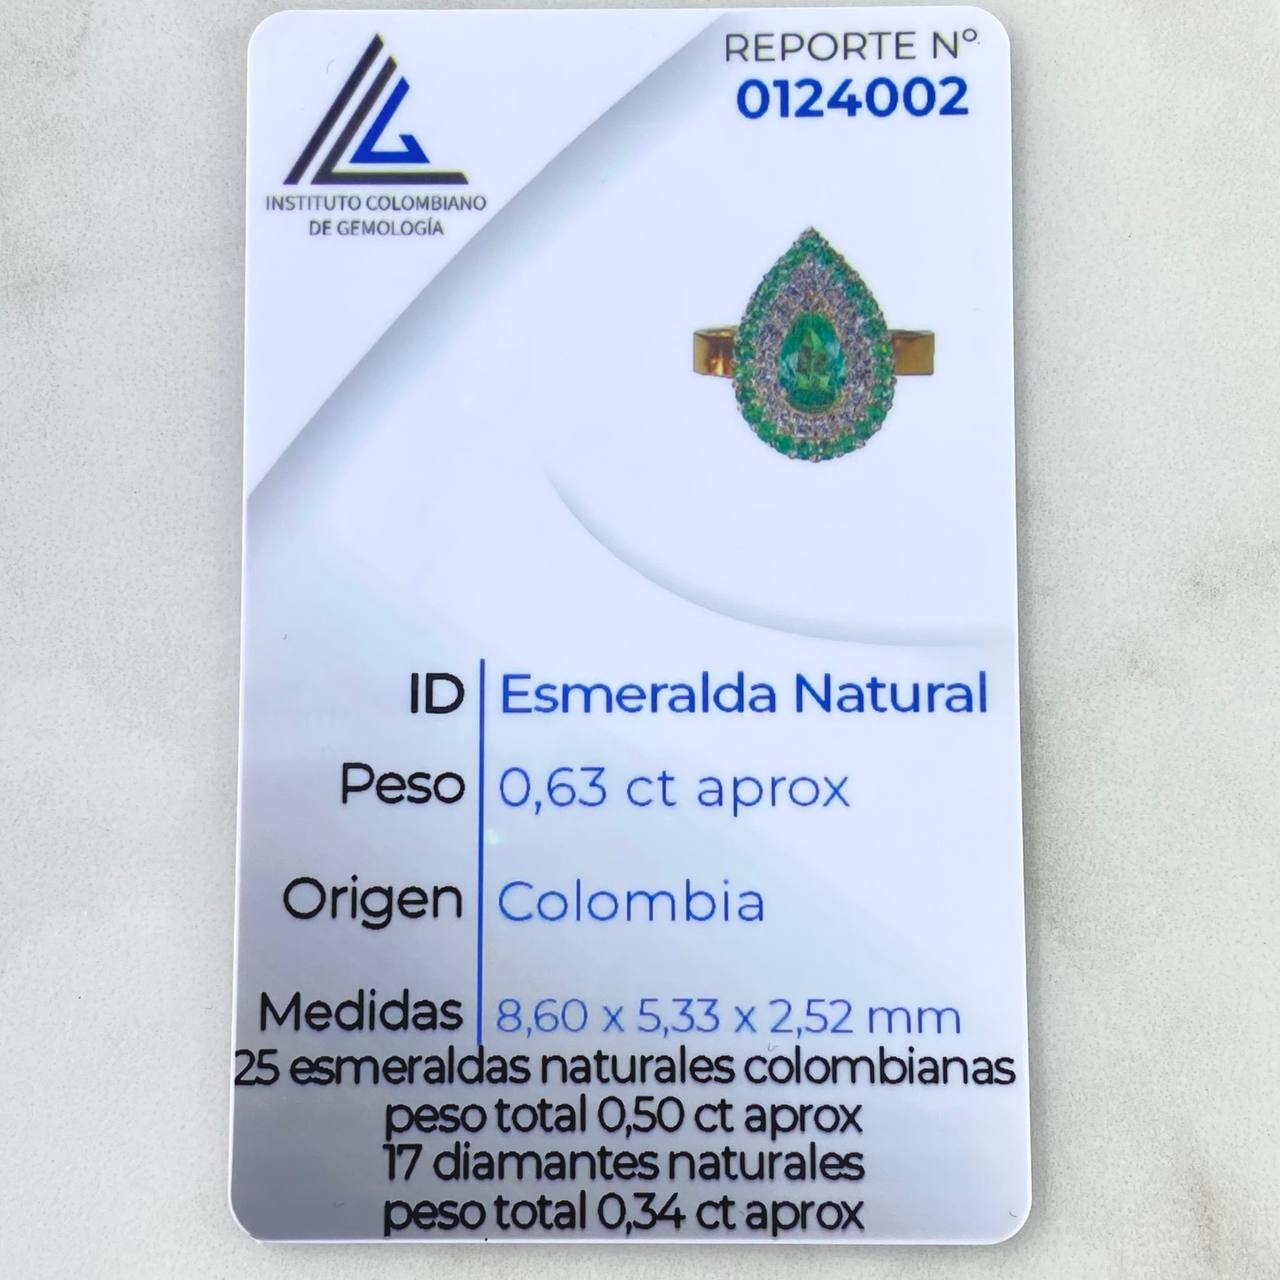 INSTITUTO COLOMBIANO
DE GEMOLOGÍA
REPORTE Nº
0124002
ID Esmeralda Natural
Peso 0,63 ct aprox
Origen Colombia
Medidas 8,60 x 5,33 x 2,52 mm
25 esmeraldas naturales colombianas
peso total 0,50 ct aprox
17 diamantes naturales
peso total 0,34 ct aprox